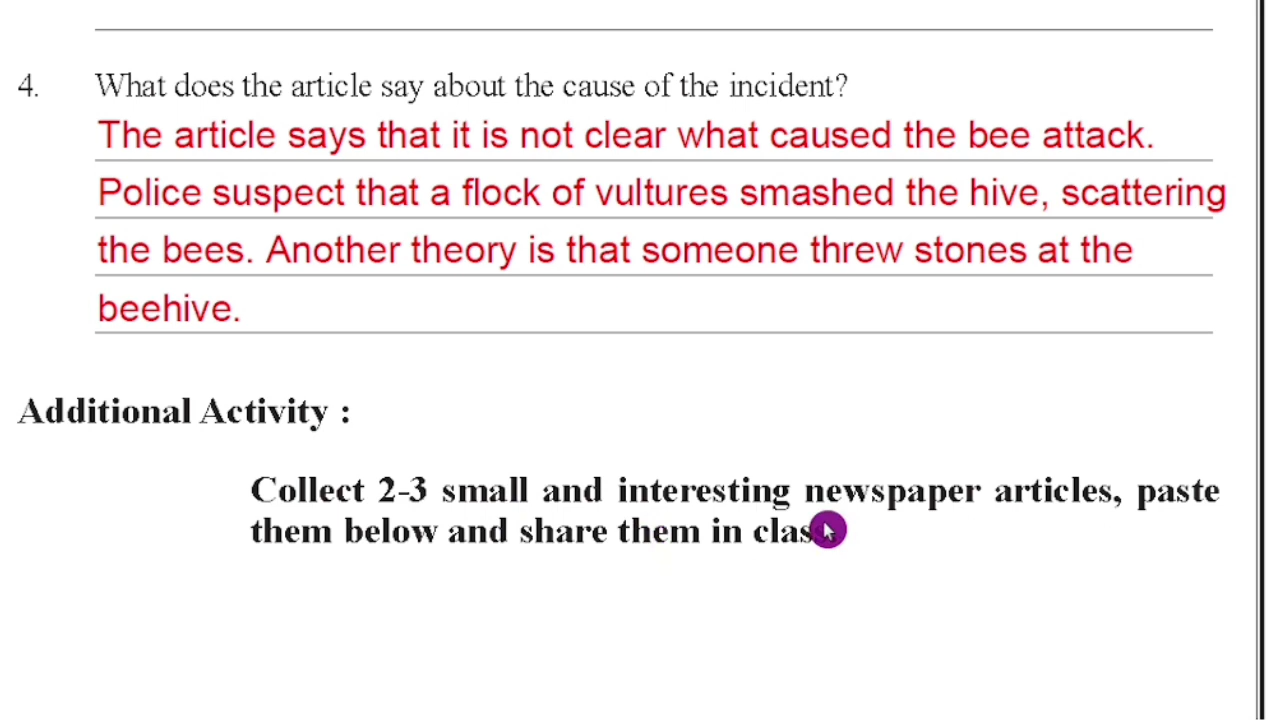 4. What does the article say about the cause of the incident?
The article says that it is not clear what caused the bee attack.
Police suspect that a flock of vultures smashed the hive, scattering
the bees. Another theory is that someone threw stones at the
beehive.
Additional Activity :
Collect 2-3 small and interesting newspaper articles, paste
them below and share them in class.